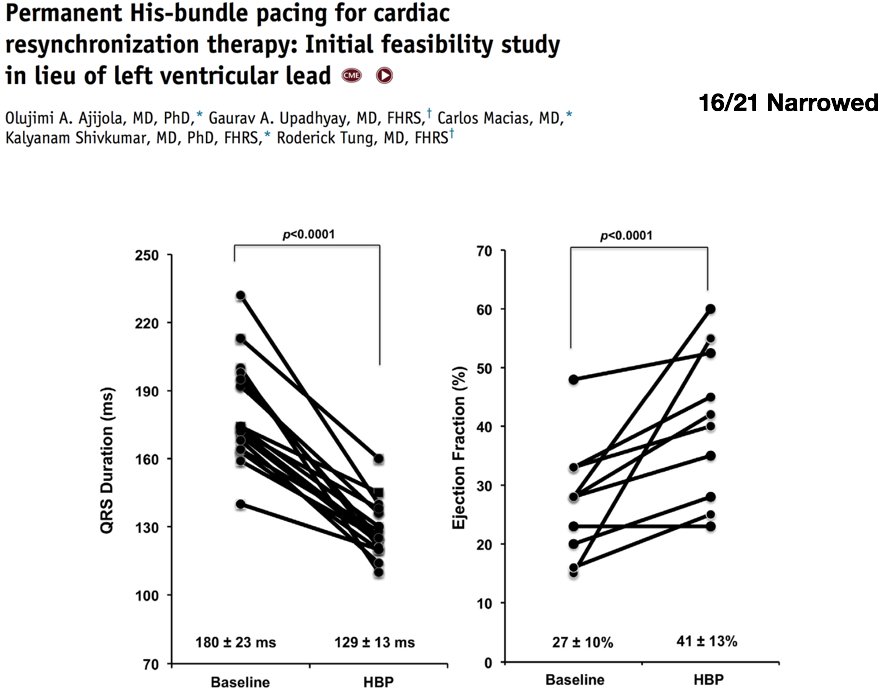 Permanent His-bundle pacing for cardiac
resynchronization therapy: Initial feasibility study
in lieu of left ventricular lead CME
Olujimi A. Ajijola, MD, PhD,* Gaurav A. Upadhyay, MD, FHRS,† Carlos Macias, MD,*
Kalyanam Shivkumar, MD, PhD, FHRS,* Roderick Tung, MD, FHRS†
16/21 Narrowed
p<0.0001
250
220
190
160
130
100
70
QRS Duration (ms)
180 ± 23 ms
129 ± 13 ms
Baseline
HBP
p<0.0001
70
60
50
40
30
20
10
0
Ejection Fraction (%)
27 ± 10%
41 ± 13%
Baseline
HBP